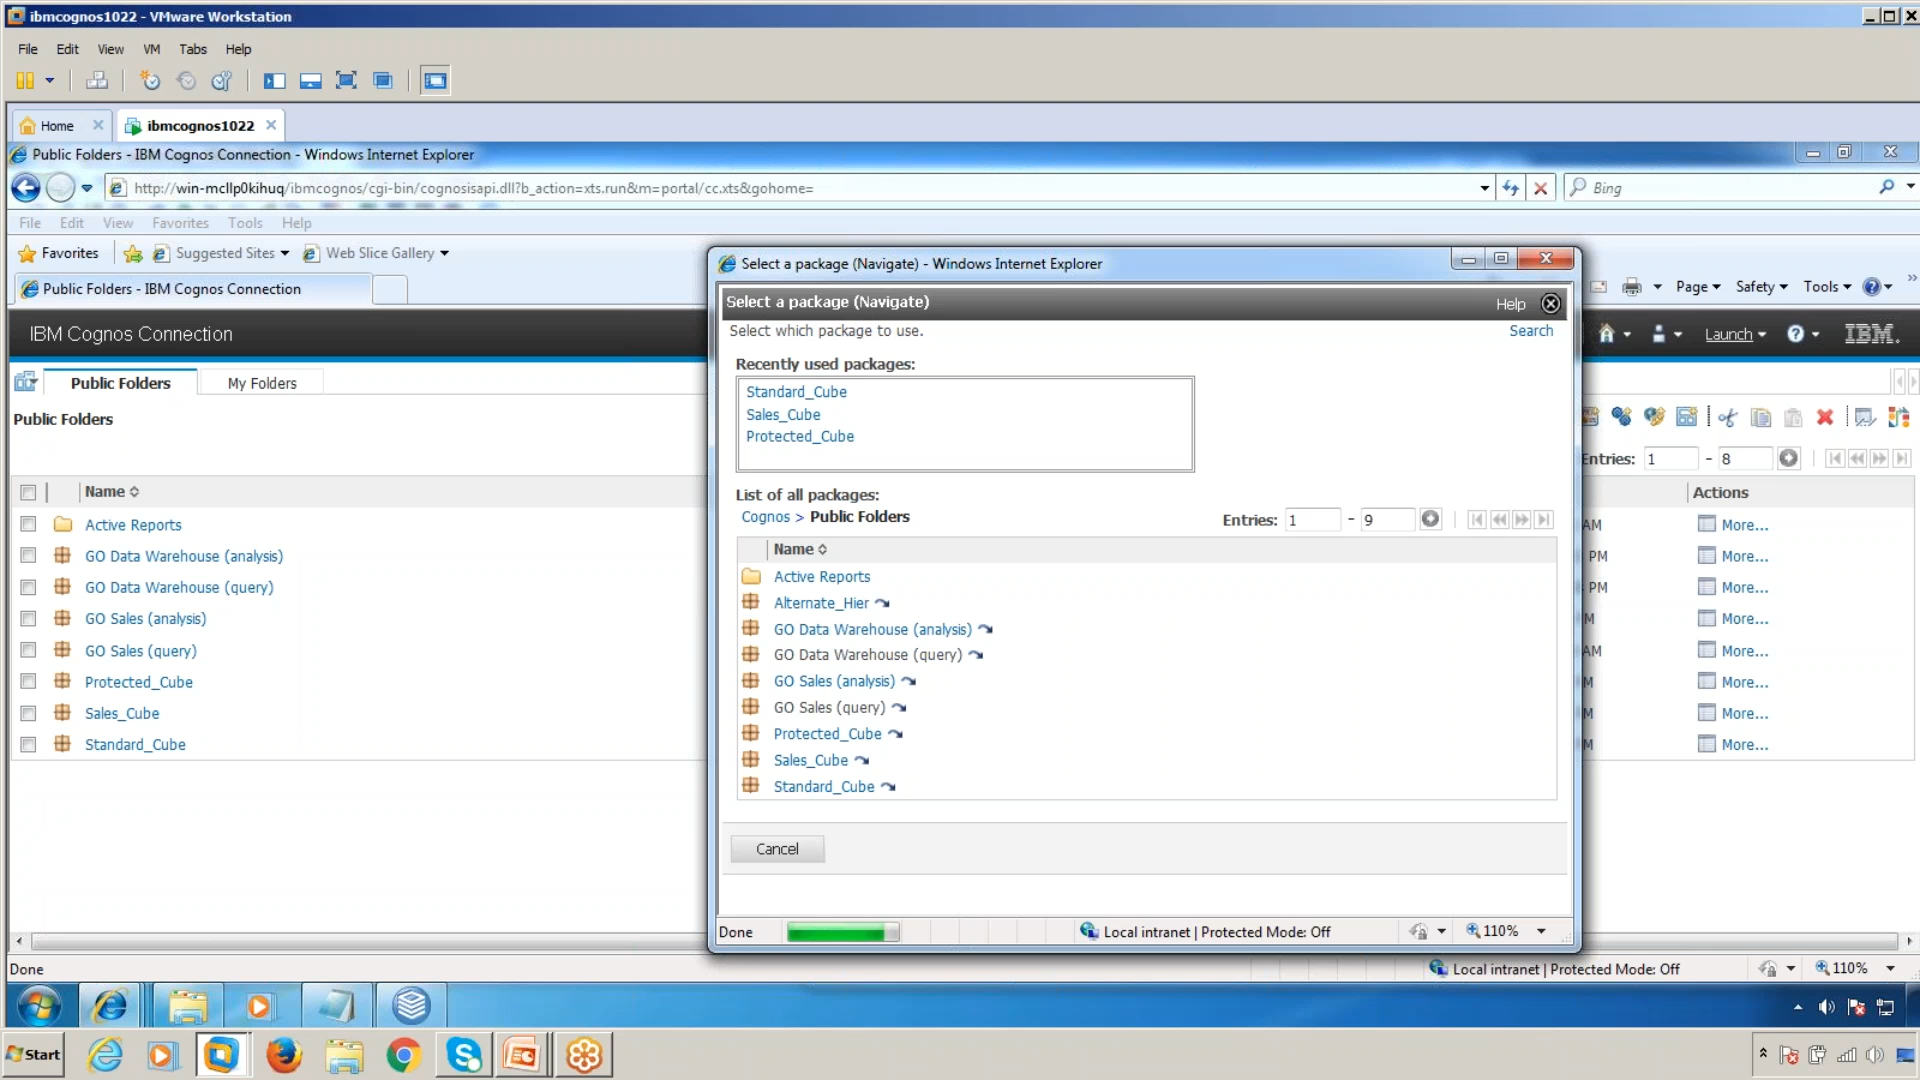 ibmcognos1022 - VMware Workstation
File Edit View VM Tabs Help
Home ibmcognos1022
Public Folders - IBM Cognos Connection - Windows Internet Explorer
http://win-mcllp0kihuq/ibmcognos/cgi-bin/cognosisapi.dll?b_action=xts.run&m=portal/cc.xts&gohome= Bing
File Edit View Favorites Tools Help
Favorites Suggested Sites Web Slice Gallery
Public Folders - IBM Cognos Connection Page Safety Tools
IBM Cognos Connection Launch IBM.
Public Folders My Folders
Public Folders
Entries: 1 - 8
Name Actions
Active Reports AM More...
GO Data Warehouse (analysis) PM More...
GO Data Warehouse (query) PM More...
GO Sales (analysis) M More...
GO Sales (query) AM More...
Protected_Cube M More...
Sales_Cube M More...
Standard_Cube M More...
Select a package (Navigate) - Windows Internet Explorer
Select a package (Navigate) Help
Select which package to use. Search
Recently used packages:
Standard_Cube
Sales_Cube
Protected_Cube
List of all packages:
Cognos > Public Folders Entries: 1 - 9
Name
Active Reports
Alternate_Hier
GO Data Warehouse (analysis)
GO Data Warehouse (query)
GO Sales (analysis)
GO Sales (query)
Protected_Cube
Sales_Cube
Standard_Cube
Cancel
Done Local intranet | Protected Mode: Off 110%
Done Local intranet | Protected Mode: Off 110%
Start